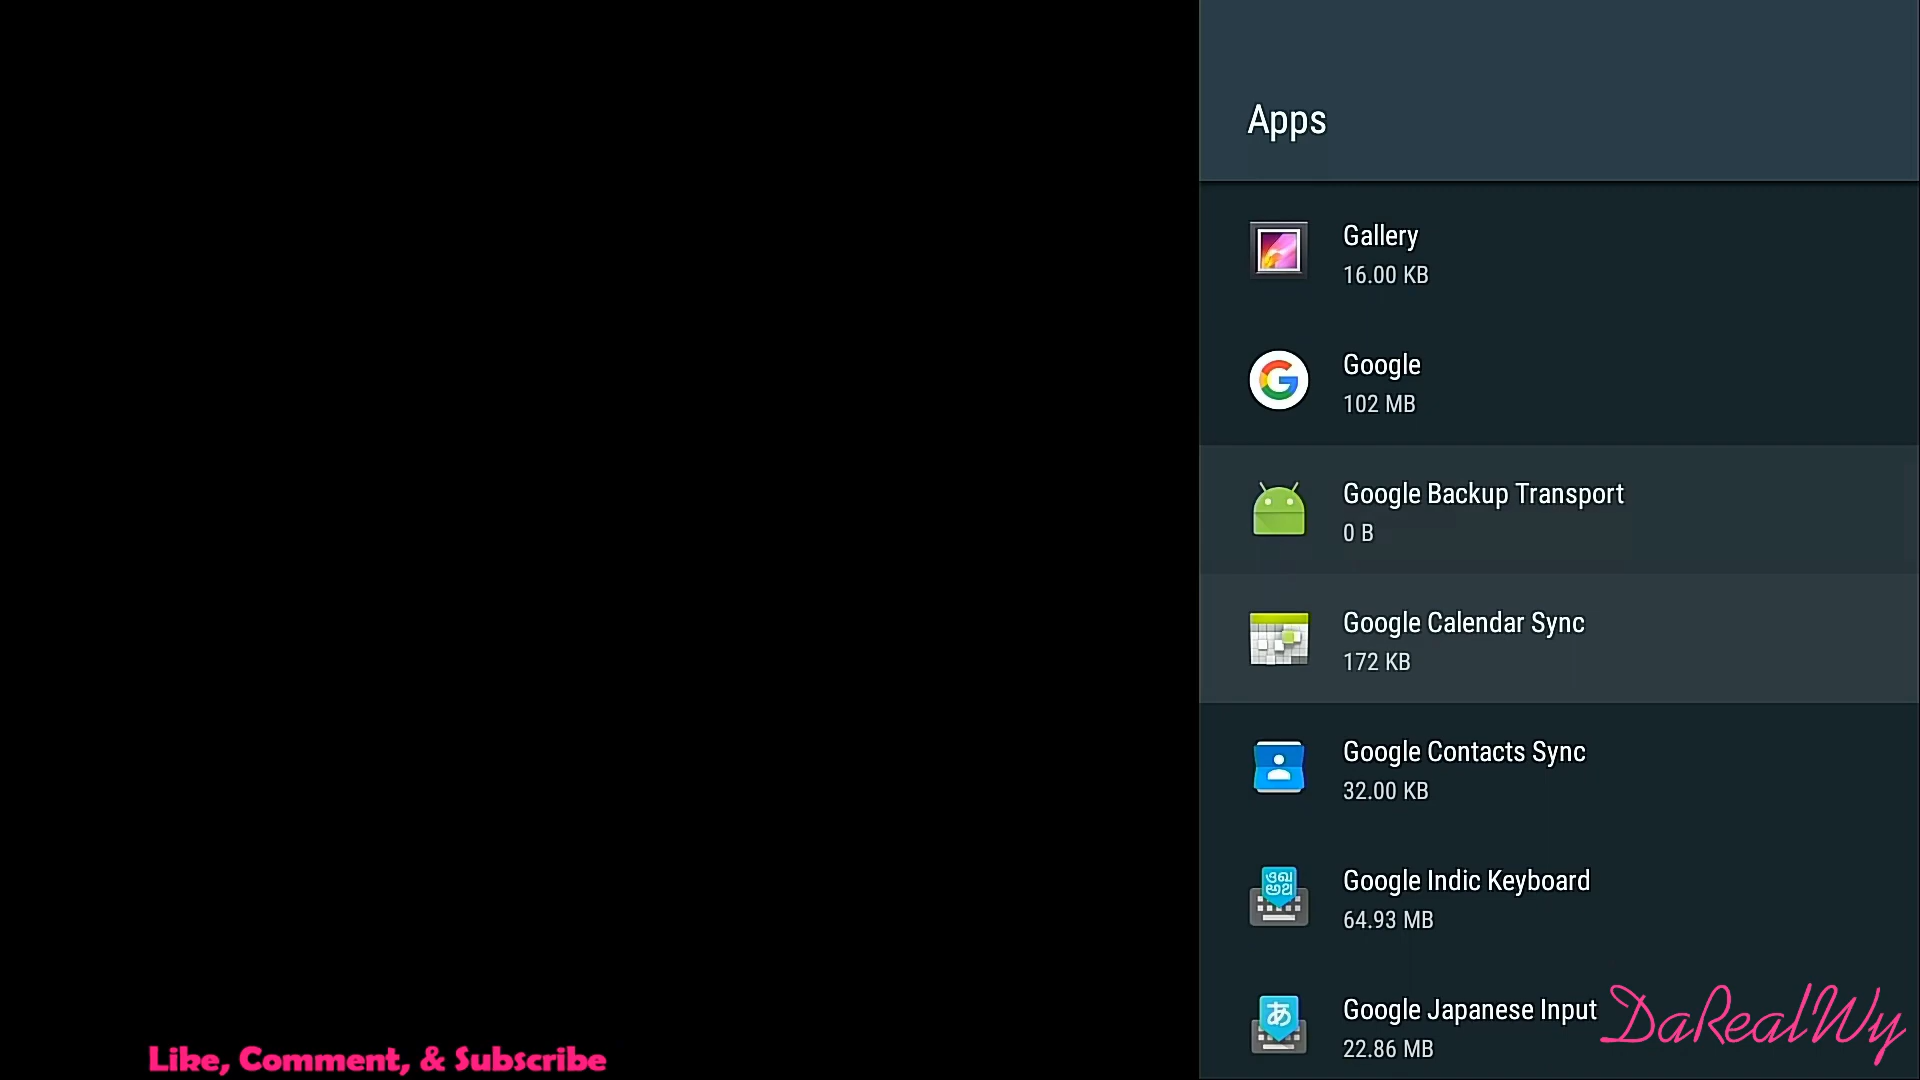 Apps
Gallery
16.00 KB
Google
102 MB
Google Backup Transport
0 B
Google Calendar Sync
172 KB
Google Contacts Sync
32.00 KB
Google Indic Keyboard
64.93 MB
Google Japanese Input
22.86 MB
あ
DaRealWy
Like, Comment, & Subscribe